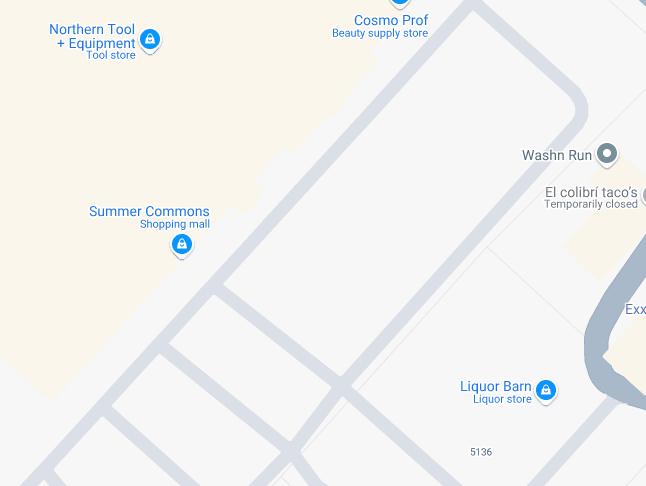 Cosmo Prof
Beauty supply store
Northern Tool
+ Equipment
Tool store
Washn Run
El colibrí taco's
Temporarily closed
Summer Commons
Shopping mall
Exx
Liquor Barn
Liquor store
5136